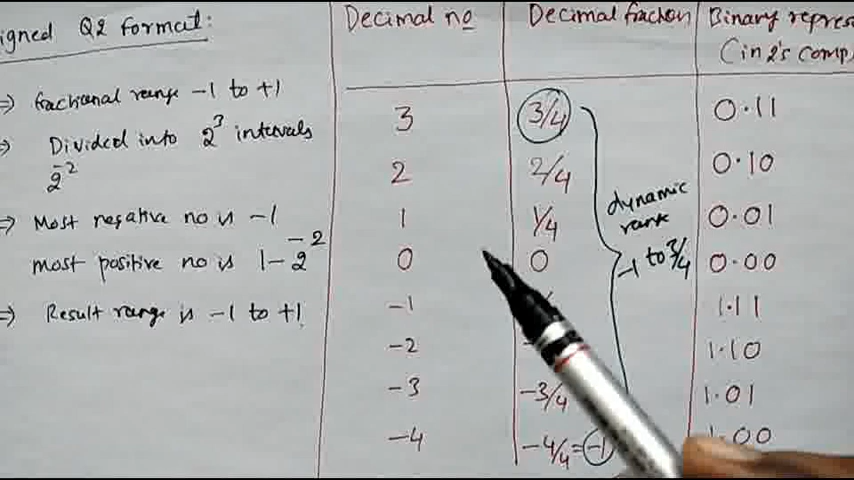 igned Q2 format:
=) fractional range -1 to +1
=) Divided into 2³ intervals
2⁻²
=) Most negative no is -1
most positive no is 1-2⁻²
=) Result range is -1 to +1.
Decimal no Decimal fraction Binary repres
(in 2's comp
3 3/4 0.11
2 2/4 0.10
1 1/4 0.01
0 0 0.00
-1 1.11
-2 1.10
-3 -3/4 1.01
-4 -4/4=-1 1.00
dynamic
-1 to 3/4